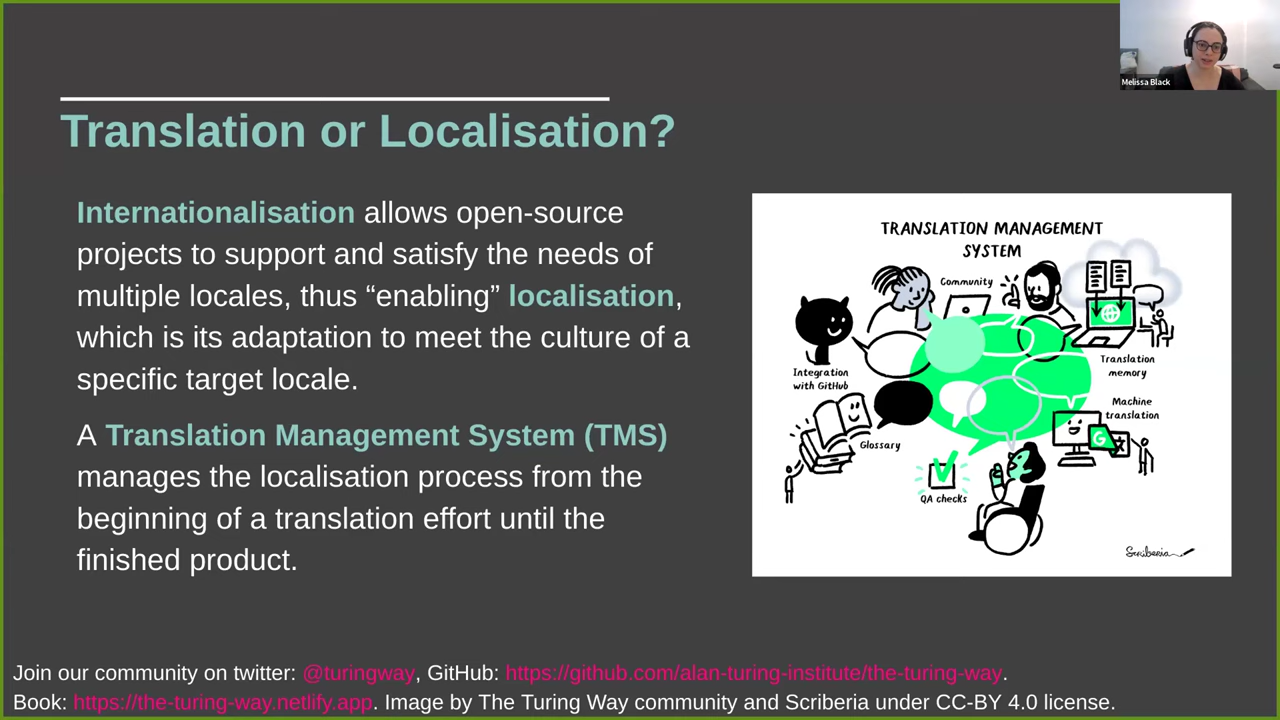 Melissa Black
Translation or Localisation?
Internationalisation allows open-source
projects to support and satisfy the needs of
multiple locales, thus “enabling” localisation,
which is its adaptation to meet the culture of a
specific target locale.
A Translation Management System (TMS)
manages the localisation process from the
beginning of a translation effort until the
finished product.
TRANSLATION MANAGEMENT
SYSTEM
Community
Integration
with GitHub
Translation
memory
Machine
translation
G
Glossary
QA checks
Scriberia
Join our community on twitter: @turingway, GitHub: https://github.com/alan-turing-institute/the-turing-way.
Book: https://the-turing-way.netlify.app. Image by The Turing Way community and Scriberia under CC-BY 4.0 license.